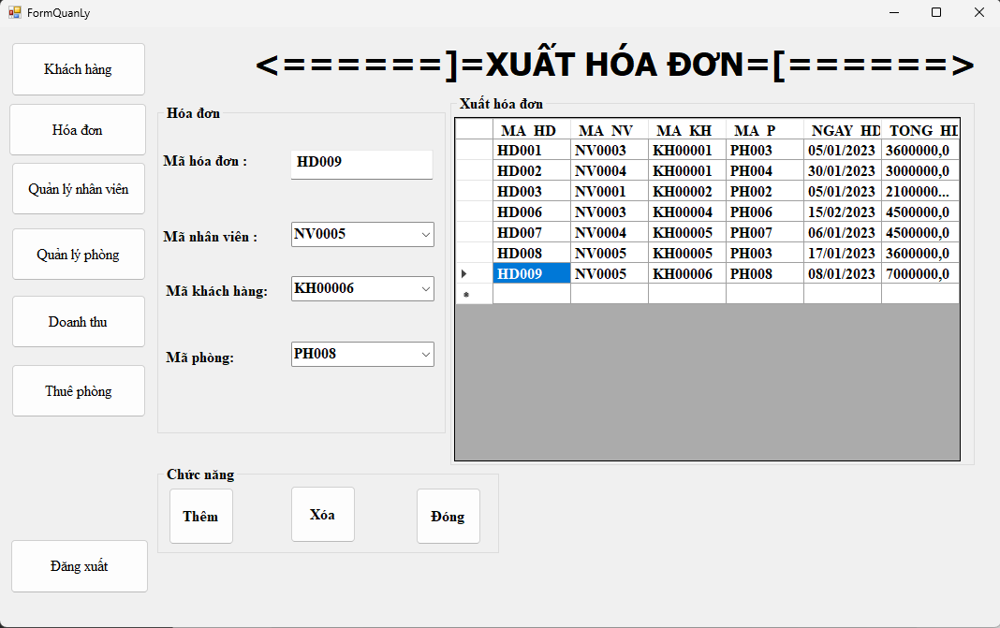 FormQuanLy
<======]=XUẤT HÓA ĐƠN=[======>
Khách hàng
Hóa đơn
Quản lý nhân viên
Quản lý phòng
Doanh thu
Thuê phòng
Đăng xuất
Hóa đơn
Mã hóa đơn : HD009
Mã nhân viên : NV0005
Mã khách hàng: KH00006
Mã phòng: PH008
Xuất hóa đơn
MA_HD MA_NV MA_KH MA_P NGAY_HD TONG_HD
HD001 NV0003 KH00001 PH003 05/01/2023 3600000,0
HD002 NV0004 KH00001 PH004 30/01/2023 3000000,0
HD003 NV0001 KH00002 PH002 05/01/2023 2100000...
HD006 NV0003 KH00004 PH006 15/02/2023 4500000,0
HD007 NV0004 KH00005 PH007 06/01/2023 4500000,0
HD008 NV0005 KH00005 PH003 17/01/2023 3600000,0
HD009 NV0005 KH00006 PH008 08/01/2023 7000000,0
Chức năng
Thêm
Xóa
Đóng